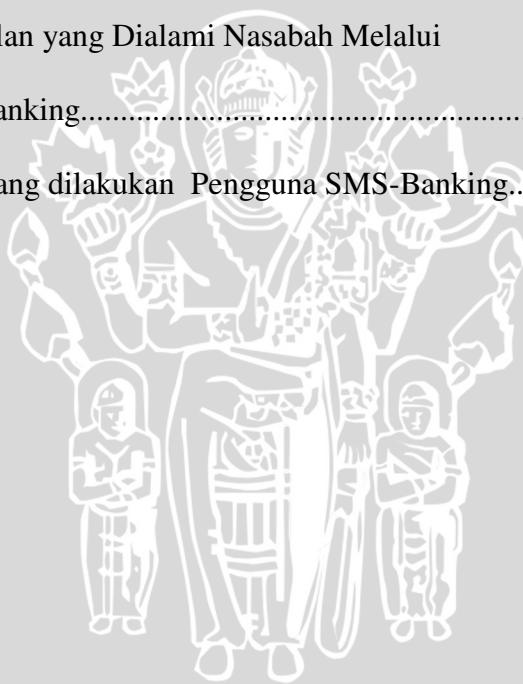 lan yang Dialami Nasabah Melalui
anking............................................................
ang dilakukan Pengguna SMS-Banking..